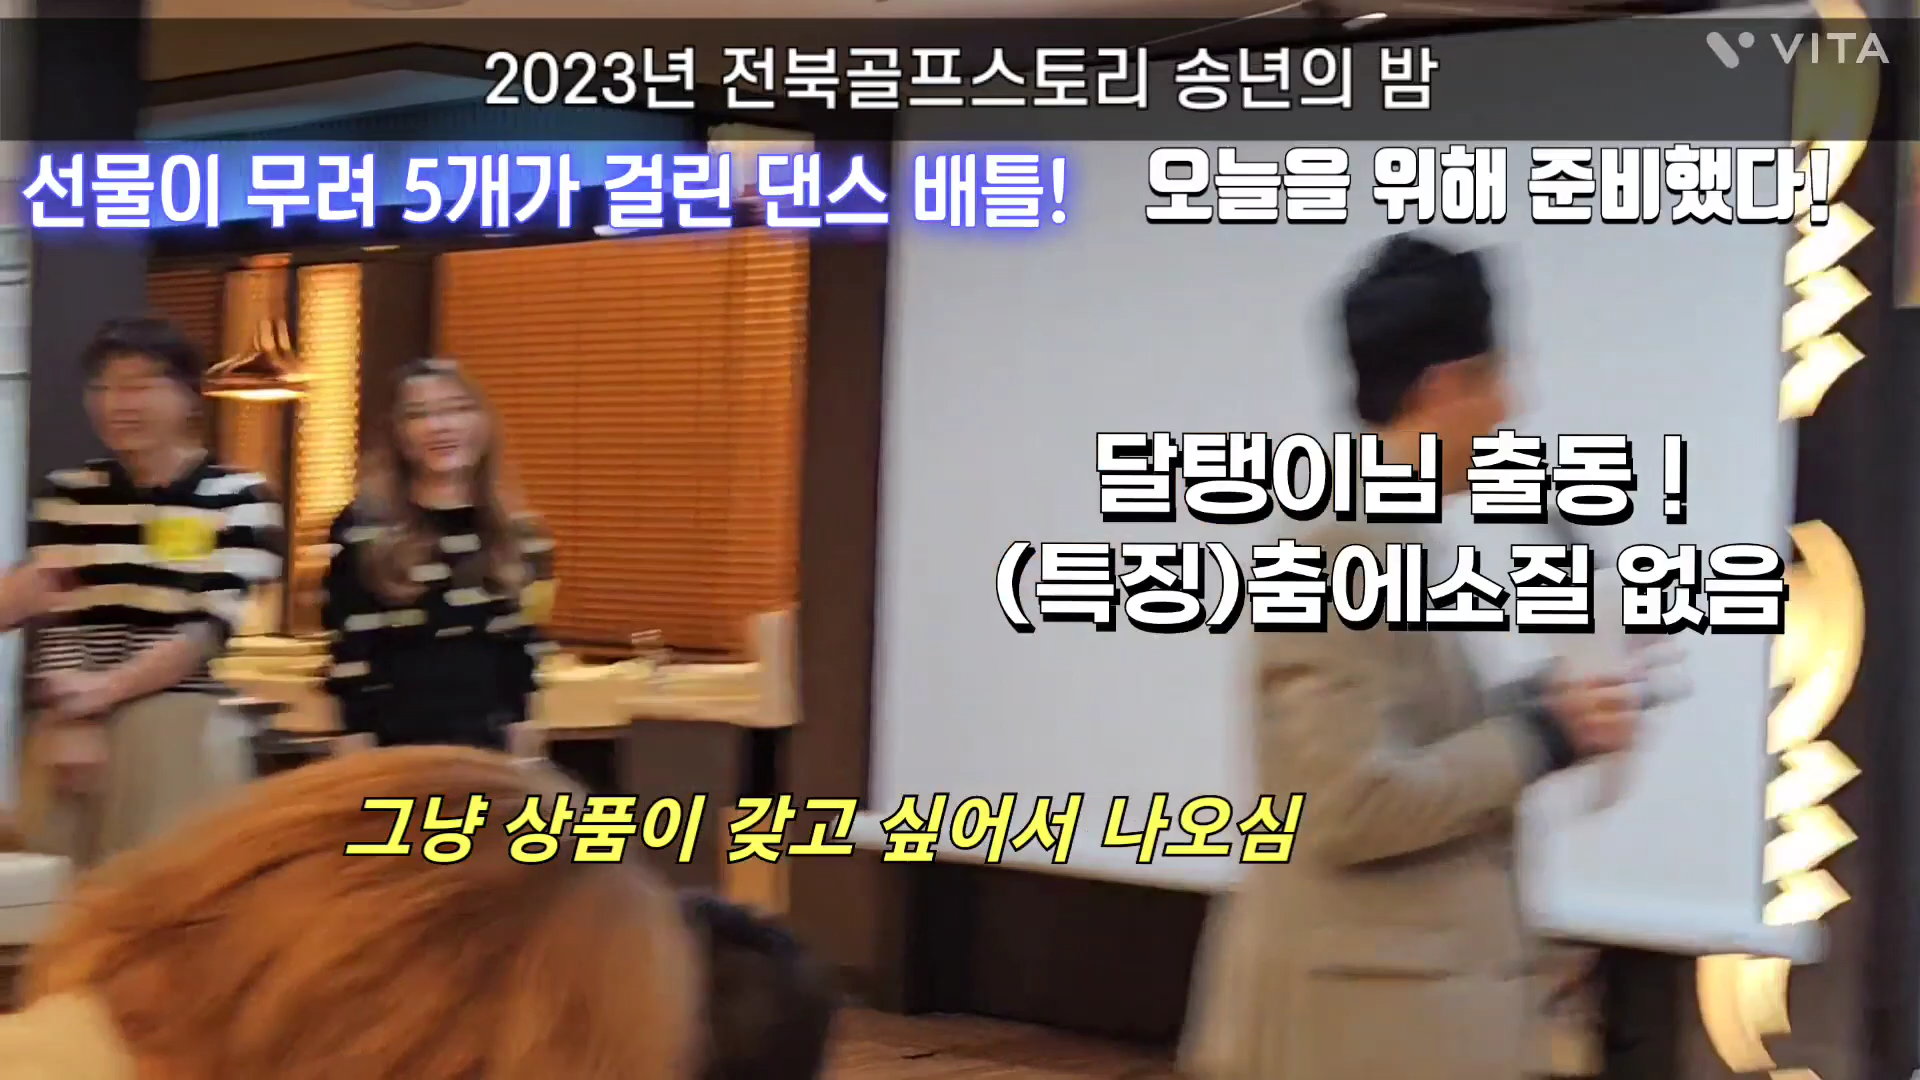 2023년 전북골프스토리 송년의 밤
VITA
선물이 무려 5개가 걸린 댄스 배틀!
오늘을 위해 준비했다!
달탱이님 출동 !
(특징)춤에소질 없음
그냥 상품이 갖고 싶어서 나오심